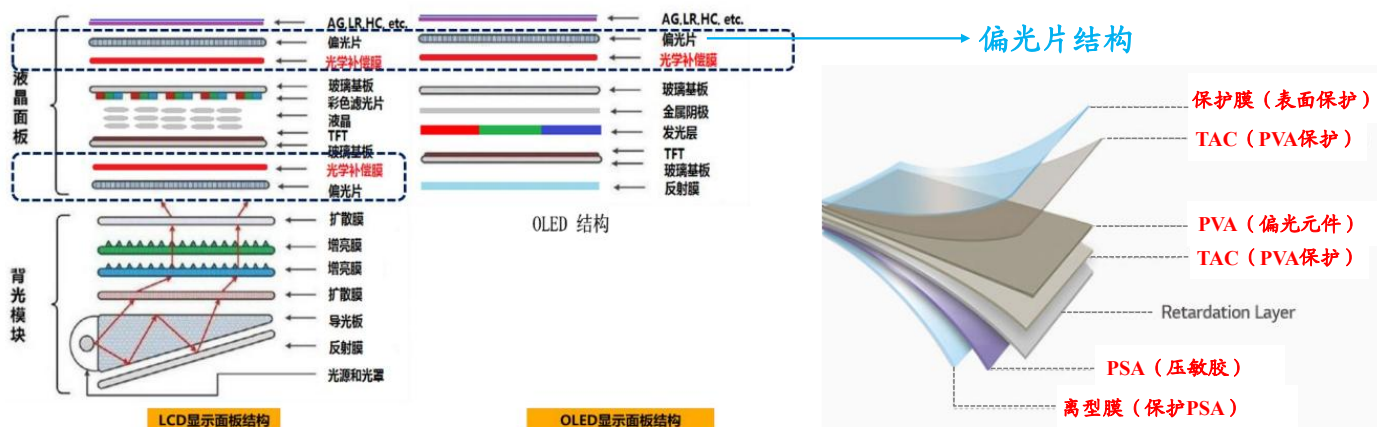 AG,LR,HC, etc.
偏光片
光学补偿膜
玻璃基板
彩色滤光片
液晶
TFT
玻璃基板
光学补偿膜
偏光片
液晶面板
扩散膜
增亮膜
增亮膜
扩散膜
导光板
反射膜
光源和光罩
背光模块
LCD显示面板结构
AG,LR,HC, etc.
偏光片
光学补偿膜
玻璃基板
金属阴极
发光层
TFT
玻璃基板
反射膜
OLED 结构
OLED显示面板结构
偏光片结构
保护膜（表面保护）
TAC（PVA保护）
PVA（偏光元件）
TAC（PVA保护）
Retardation Layer
PSA（压敏胶）
离型膜（保护PSA）